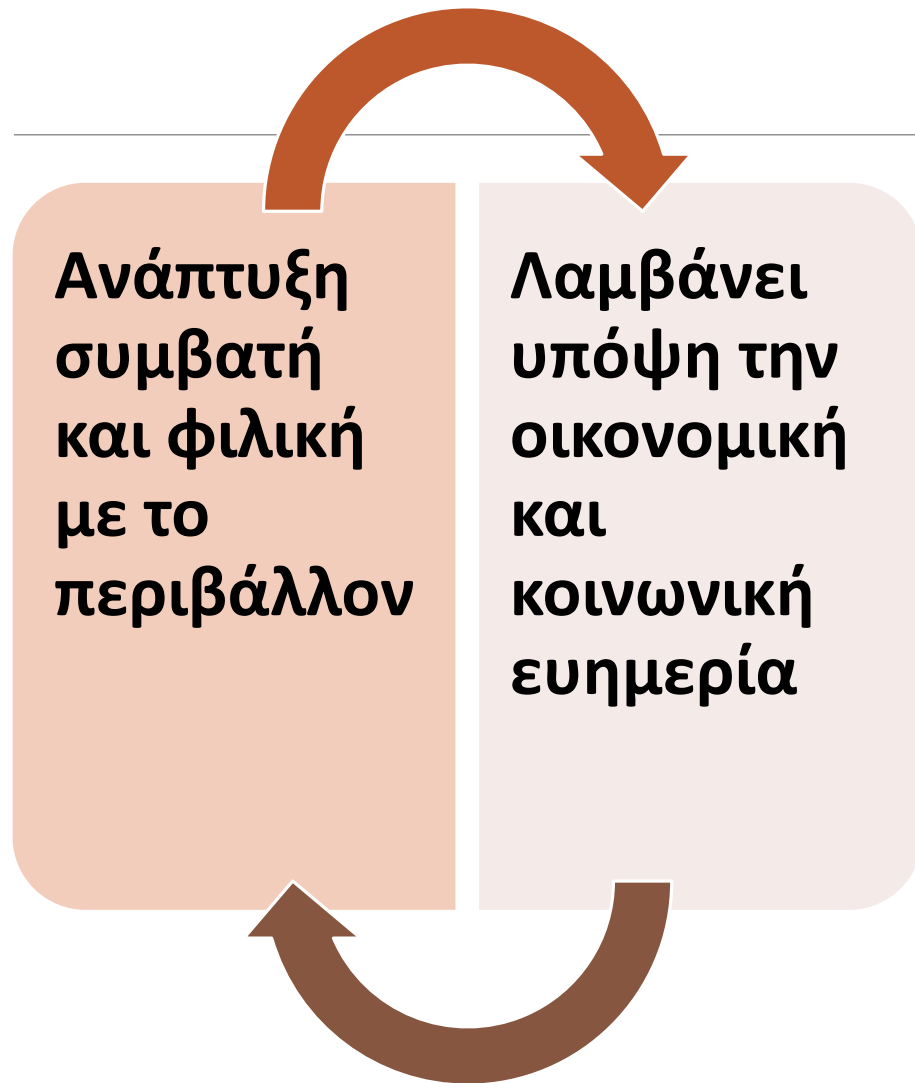 Ανάπτυξη
συμβατή
και φιλική
με το
περιβάλλον
Λαμβάνει
υπόψη την
οικονομική
και
κοινωνική
ευημερία